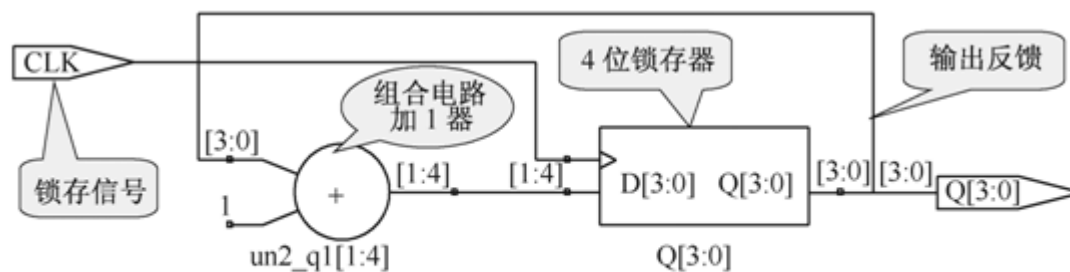 CLK
4位锁存器
输出反馈
组合电路
加1器
[3:0]
[1:4]
[1:4]
D[3:0]
Q[3:0]
[3:0]
[3:0]
Q[3:0]
锁存信号
1
+
un2_q1[1:4]
Q[3:0]